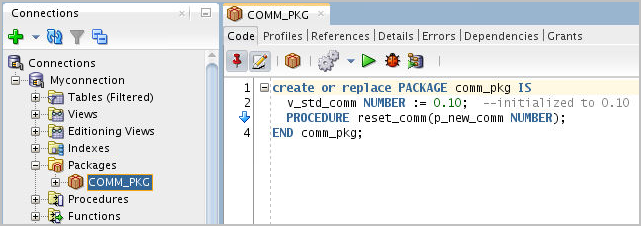 Connections
Connections
Myconnection
Tables (Filtered)
Views
Editioning Views
Indexes
Packages
COMM_PKG
Procedures
Functions
COMM_PKG
Code Profiles References Details Errors Dependencies Grants
1 create or replace PACKAGE comm_pkg IS
2 v_std_comm NUMBER := 0.10; --initialized to 0.10
PROCEDURE reset_comm(p_new_comm NUMBER);
4 END comm_pkg;